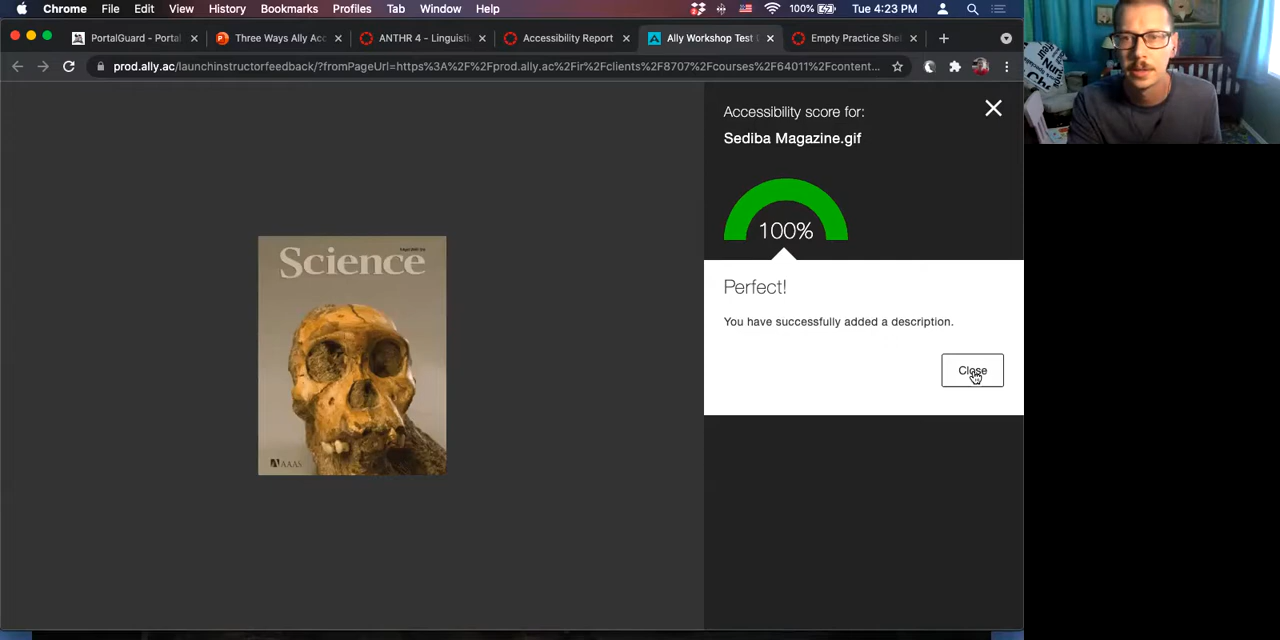 Chrome File Edit View History Bookmarks Profiles Tab Window Help 100% Tue 4:23 PM
PortalGuard - Portal
Three Ways Ally Acc
ANTHR 4 - Linguisti
Accessibility Report
Ally Workshop Test
Empty Practice She
prod.ally.ac/launchinstructorfeedback/?fromPageUrl=https%3A%2F%2Fprod.ally.ac%2Fir%2Fclients%2F8707%2Fcourses%2F64011%2Fcontent...
Accessibility score for:
Sediba Magazine.gif
100%
Perfect!
You have successfully added a description.
Close
Science
AAAS